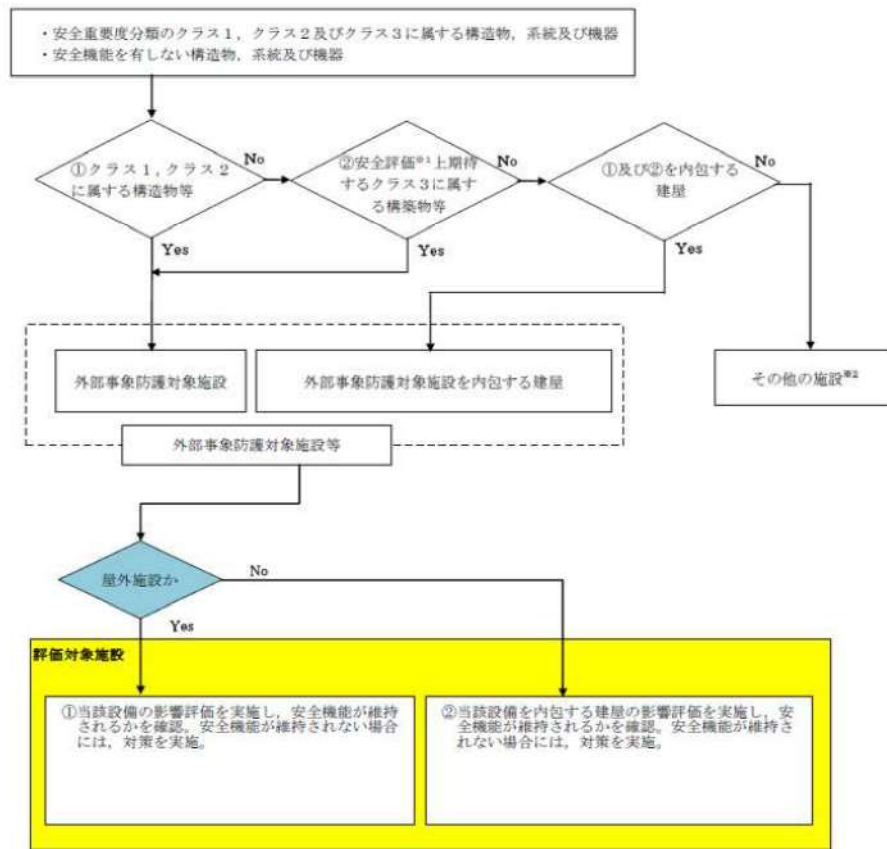 ・安全重要度分類のクラス1，クラス2及びクラス3に属する構造物，系統及び機器
・安全機能を有しない構造物，系統及び機器
①クラス1，クラス2
に属する構造物等
No
②安全評価※1上期待
するクラス3に属す
る構築物等
No
①及び②を内包する
建屋
No
Yes
Yes
Yes
外部事象防護対象施設
外部事象防護対象施設を内包する建屋
その他の施設※2
外部事象防護対象施設等
屋外施設か
No
Yes
評価対象施設
①当該設備の影響評価を実施し，安全機能が維持
されるかを確認。安全機能が維持されない場合
には，対策を実施。
②当該設備を内包する建屋の影響評価を実施し，安
全機能が維持されるかを確認。安全機能が維持さ
れない場合には，対策を実施。